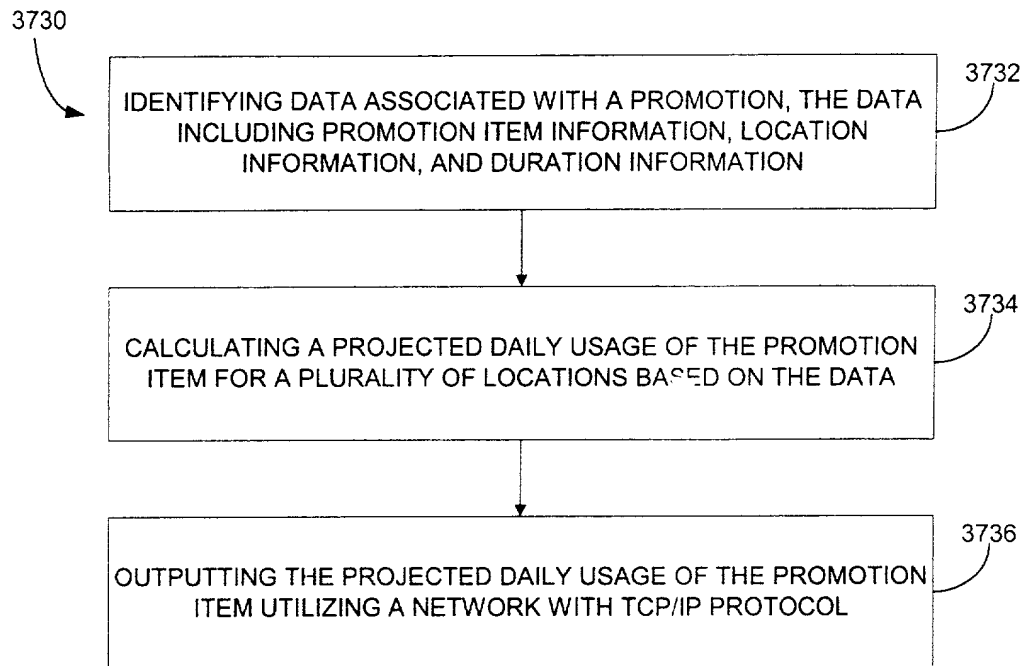 3730
3732
IDENTIFYING DATA ASSOCIATED WITH A PROMOTION, THE DATA
INCLUDING PROMOTION ITEM INFORMATION, LOCATION
INFORMATION, AND DURATION INFORMATION
3734
CALCULATING A PROJECTED DAILY USAGE OF THE PROMOTION
ITEM FOR A PLURALITY OF LOCATIONS BASED ON THE DATA
3736
OUTPUTTING THE PROJECTED DAILY USAGE OF THE PROMOTION
ITEM UTILIZING A NETWORK WITH TCP/IP PROTOCOL